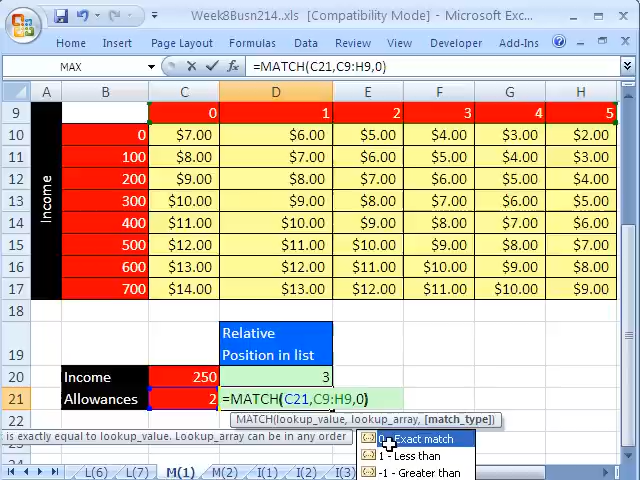 Week8Busn214..xls [Compatibility Mode] - Microsoft Exc...
Home Insert Page Layout Formulas Data Review View Developer Add-Ins
MAX =MATCH(C21,C9:H9,0)
A B C D E F G H
9 0 1 2 3 4 5
10 0 $7.00 $6.00 $5.00 $4.00 $3.00 $2.00
11 100 $8.00 $7.00 $6.00 $5.00 $4.00 $3.00
12 200 $9.00 $8.00 $7.00 $6.00 $5.00 $4.00
13 300 $10.00 $9.00 $8.00 $7.00 $6.00 $5.00
14 400 $11.00 $10.00 $9.00 $8.00 $7.00 $6.00
15 500 $12.00 $11.00 $10.00 $9.00 $8.00 $7.00
16 600 $13.00 $12.00 $11.00 $10.00 $9.00 $8.00
17 700 $14.00 $13.00 $12.00 $11.00 $10.00 $9.00
Income
18
Relative
19 Position in list
20 Income 250 3
21 Allowances 2 =MATCH(C21,C9:H9,0)
22 MATCH(lookup_value, lookup_array, [match_type])
is exactly equal to lookup_value. Lookup_array can be in any order
0 - Exact match
1 - Less than
-1 - Greater than
L(6) L(7) M(1) M(2) I(1) I(2)